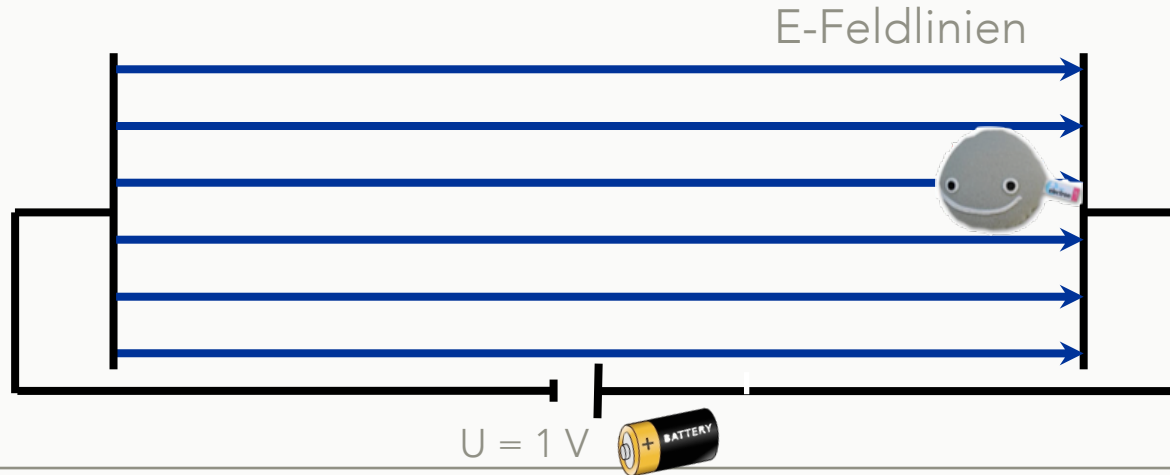 E-Feldlinien
U = 1 V
+ BATTERY